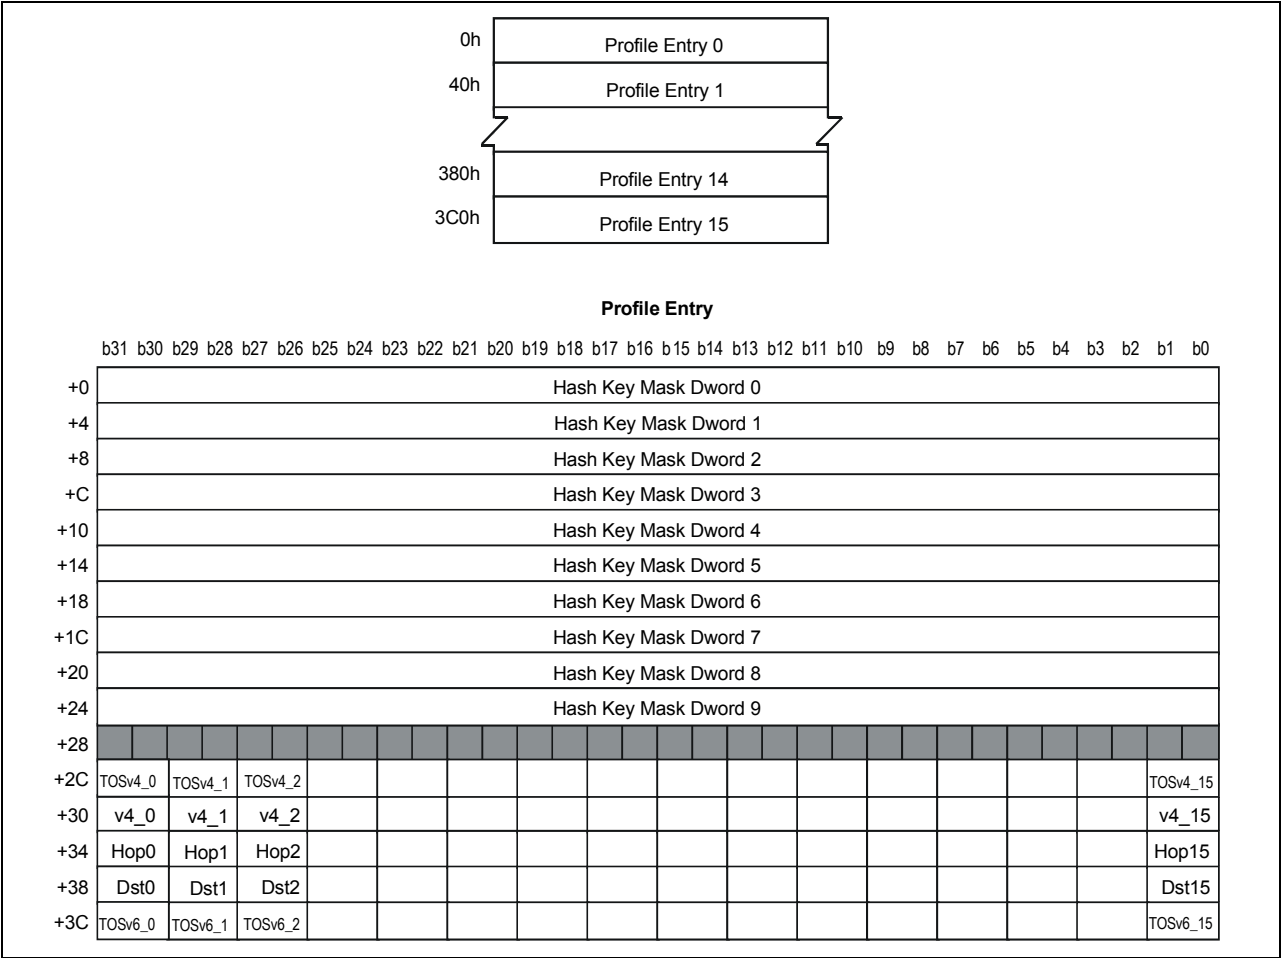 0h Profile Entry 0
40h Profile Entry 1
380h Profile Entry 14
3C0h Profile Entry 15
Profile Entry
b31 b30 b29 b28 b27 b26 b25 b24 b23 b22 b21 b20 b19 b18 b17 b16 b15 b14 b13 b12 b11 b10 b9 b8 b7 b6 b5 b4 b3 b2 b1 b0
+0 Hash Key Mask Dword 0
+4 Hash Key Mask Dword 1
+8 Hash Key Mask Dword 2
+C Hash Key Mask Dword 3
+10 Hash Key Mask Dword 4
+14 Hash Key Mask Dword 5
+18 Hash Key Mask Dword 6
+1C Hash Key Mask Dword 7
+20 Hash Key Mask Dword 8
+24 Hash Key Mask Dword 9
+28
+2C TOSv4_0 TOSv4_1 TOSv4_2 TOSv4_15
+30 v4_0 v4_1 v4_2 v4_15
+34 Hop0 Hop1 Hop2 Hop15
+38 Dst0 Dst1 Dst2 Dst15
+3C TOSv6_0 TOSv6_1 TOSv6_2 TOSv6_15